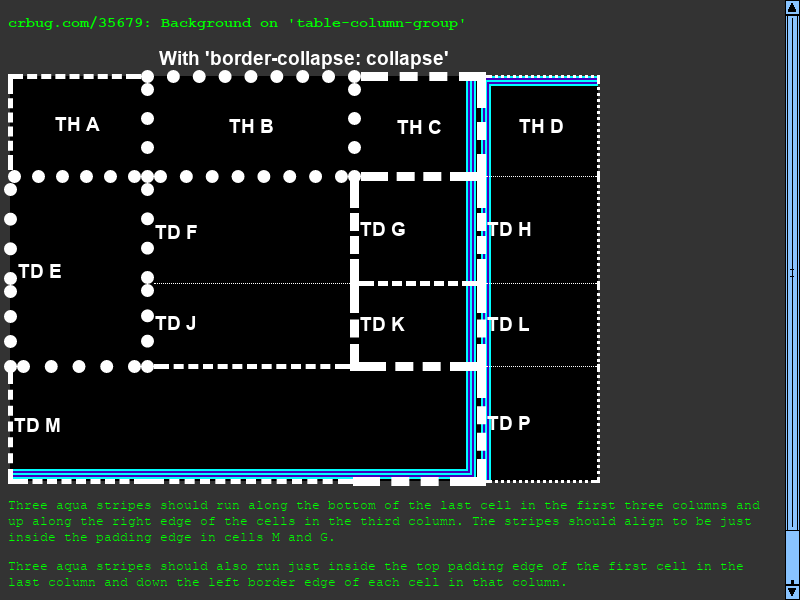 crbug.com/35679: Background on 'table-column-group'
With 'border-collapse: collapse'
TH A TH B TH C TH D
TD E TD F TD G TD H
TD J TD K TD L
TD M TD P
Three aqua stripes should run along the bottom of the last cell in the first three columns and
up along the right edge of the cells in the third column. The stripes should align to be just
inside the padding edge in cells M and G.
Three aqua stripes should also run just inside the top padding edge of the first cell in the
last column and down the left border edge of each cell in that column.